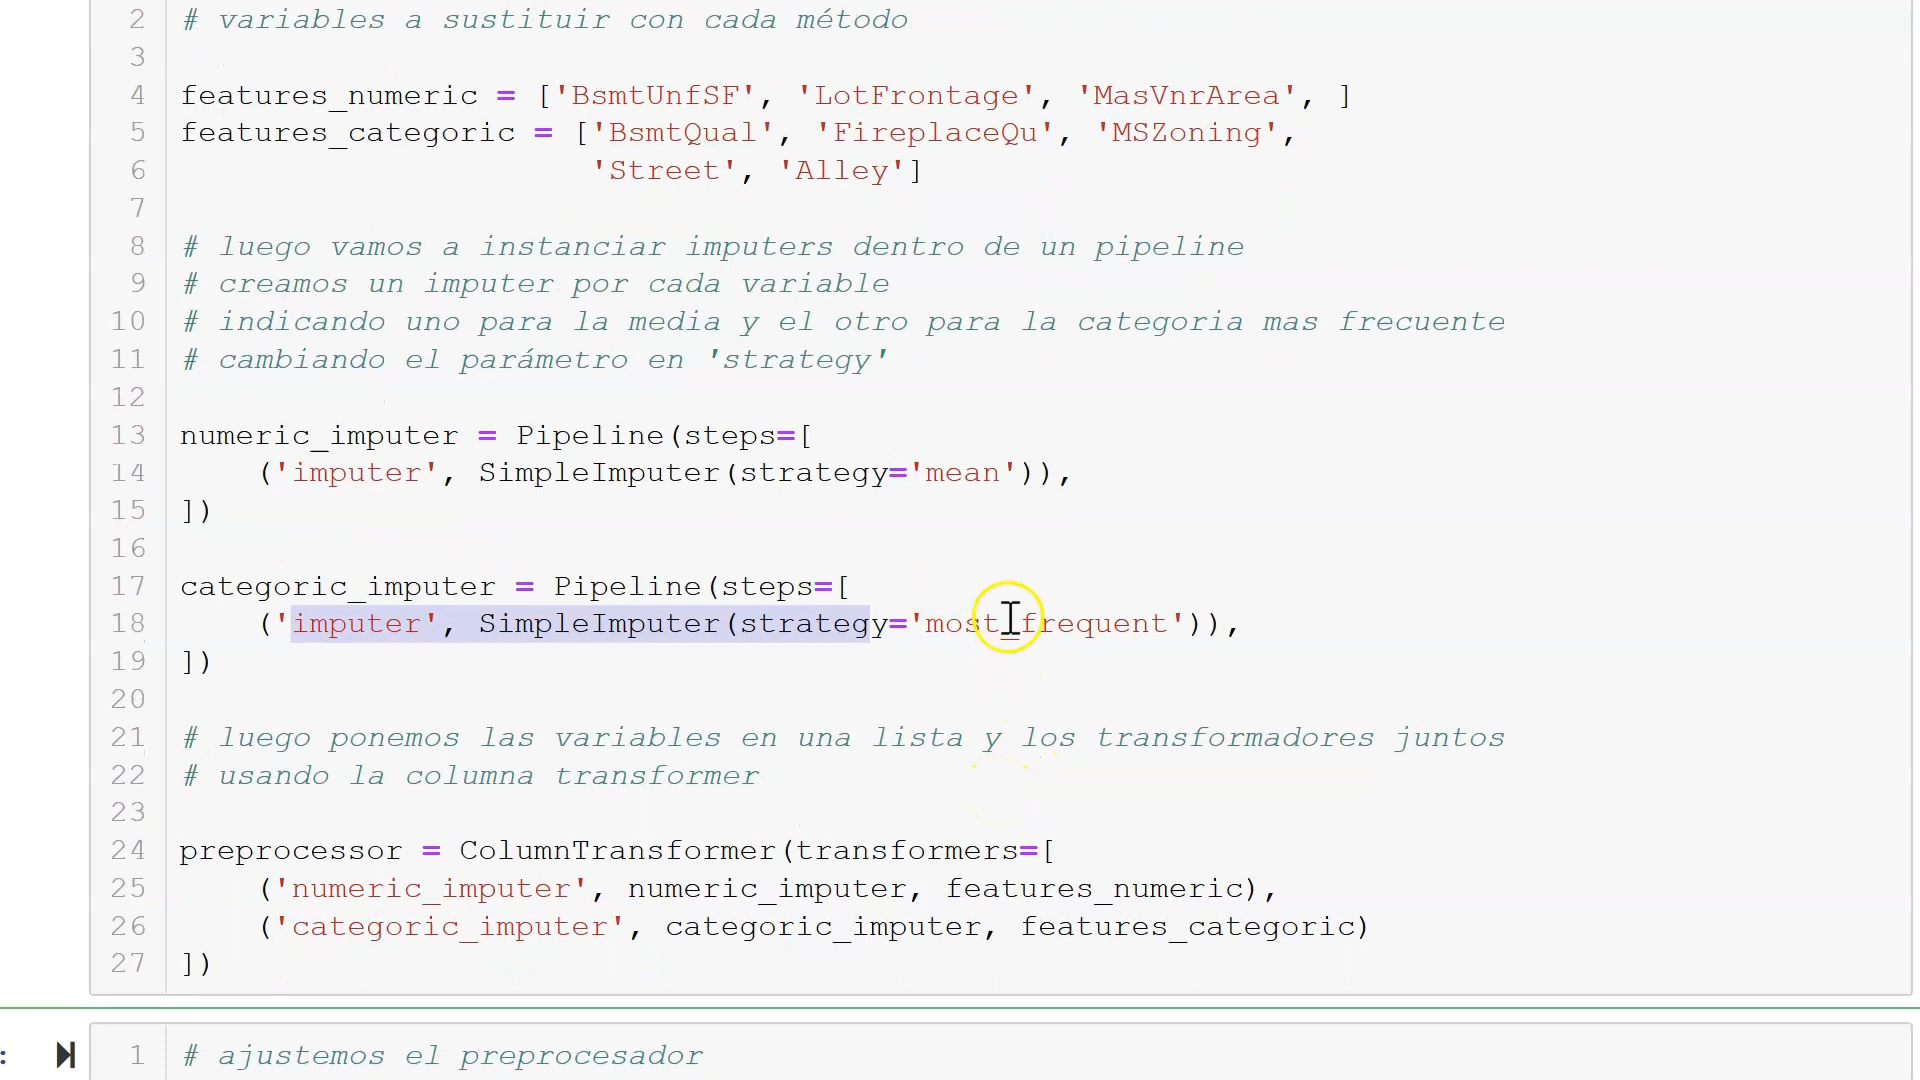 2 # variables a sustituir con cada método
3
4 features_numeric = ['BsmtUnfSF', 'LotFrontage', 'MasVnrArea', ]
5 features_categoric = ['BsmtQual', 'FireplaceQu', 'MSZoning',
6                       'Street', 'Alley']
7
8 # luego vamos a instanciar imputers dentro de un pipeline
9 # creamos un imputer por cada variable
10 # indicando uno para la media y el otro para la categoria mas frecuente
11 # cambiando el parámetro en 'strategy'
12
13 numeric_imputer = Pipeline(steps=[
14     ('imputer', SimpleImputer(strategy='mean')),
15 ])
16
17 categoric_imputer = Pipeline(steps=[
18     ('imputer', SimpleImputer(strategy='most_frequent')),
19 ])
20
21 # luego ponemos las variables en una lista y los transformadores juntos
22 # usando la columna transformer
23
24 preprocessor = ColumnTransformer(transformers=[
25     ('numeric_imputer', numeric_imputer, features_numeric),
26     ('categoric_imputer', categoric_imputer, features_categoric)
27 ])
: 1 # ajustemos el preprocesador